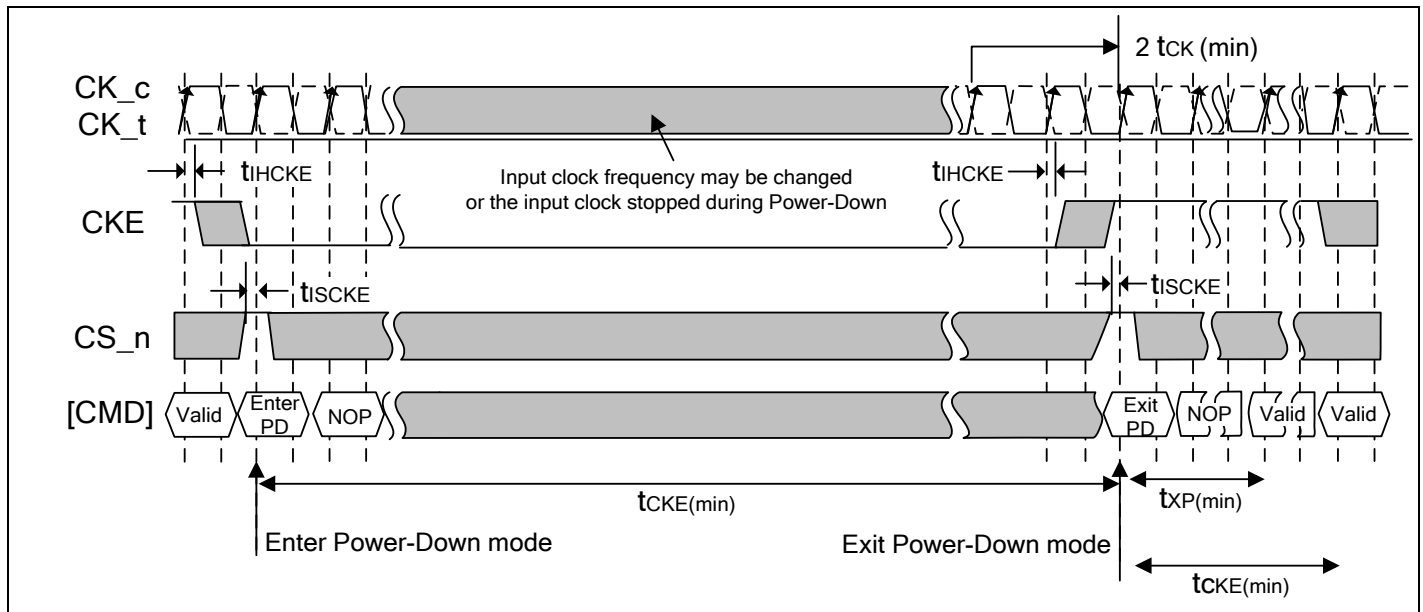 2 tCK (min)
CK_c
CK_t
tIHCKE
Input clock frequency may be changed
or the input clock stopped during Power-Down
tIHCKE
CKE
tISCKE
tISCKE
CS_n
[CMD]
Valid
Enter
PD
NOP
Exit
PD
NOP
Valid
Valid
tCKE(min)
tXP(min)
Enter Power-Down mode
Exit Power-Down mode
tCKE(min)